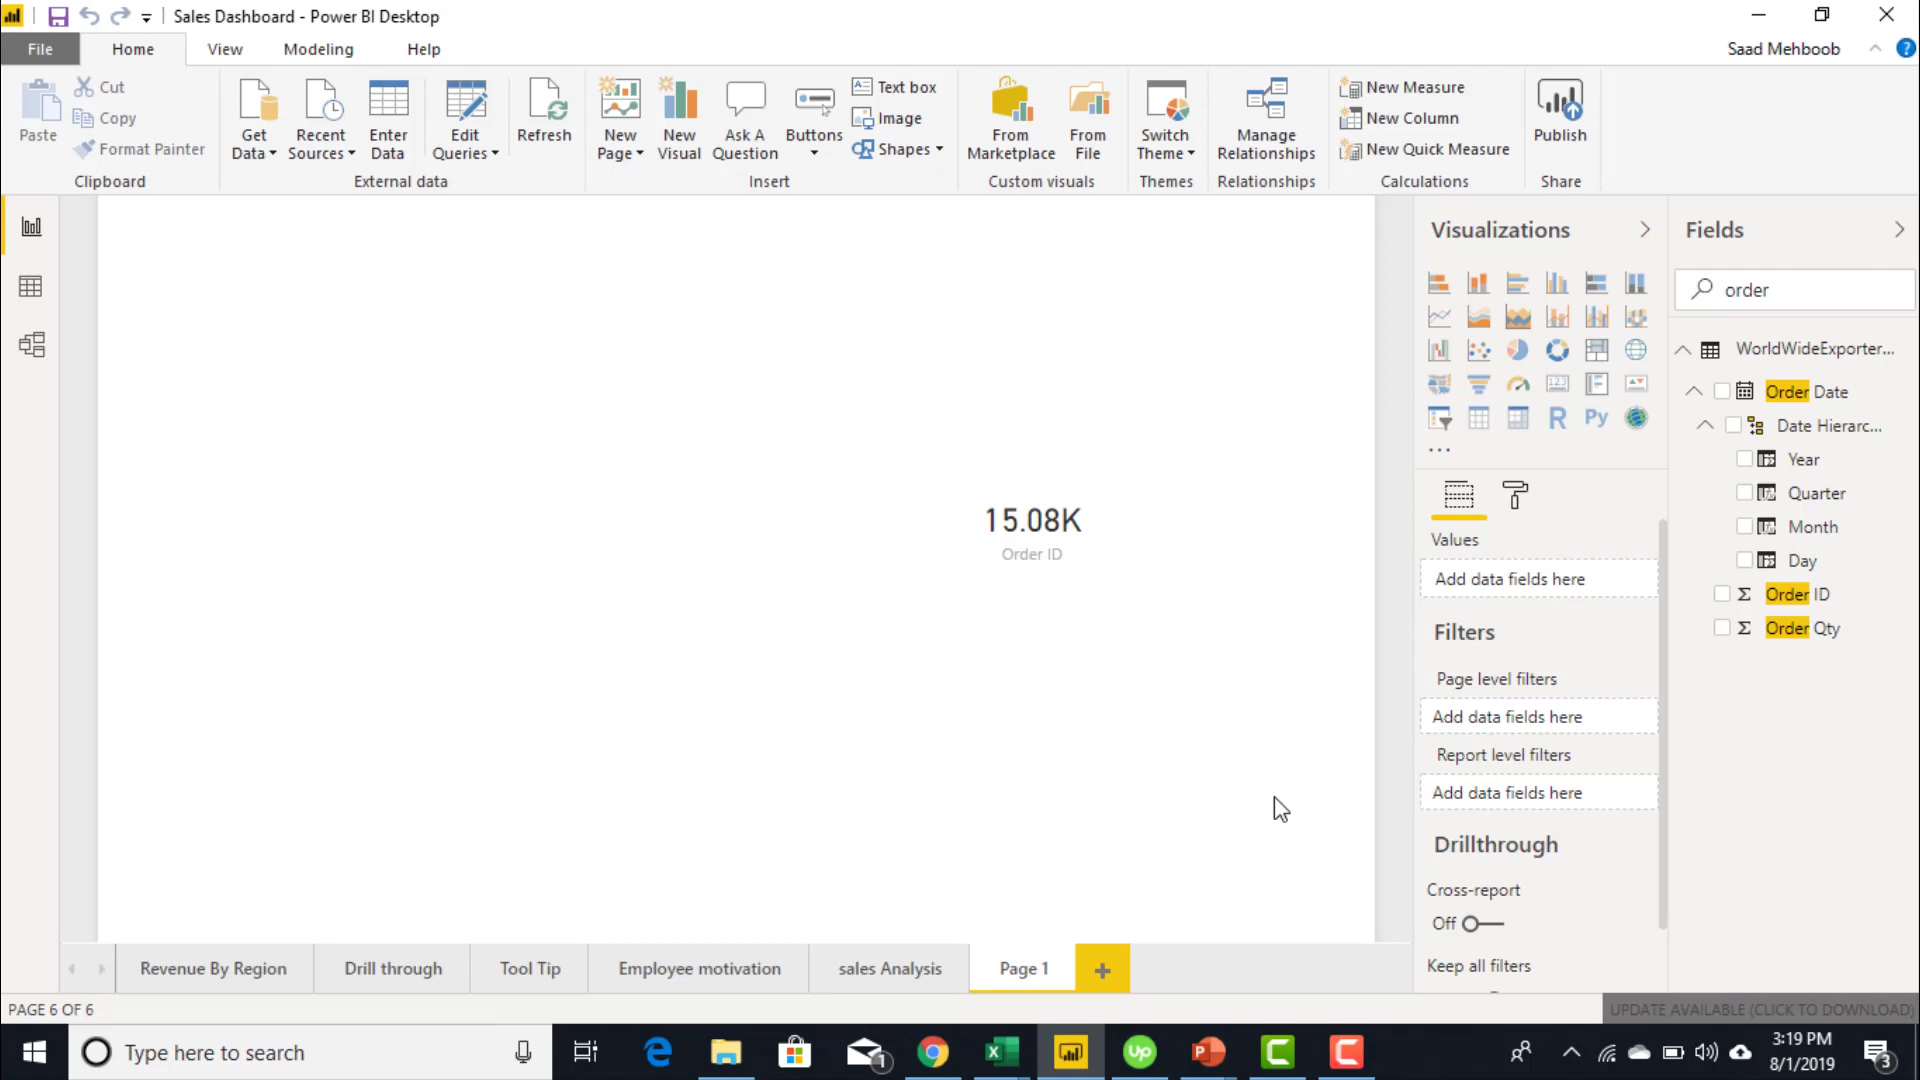 Sales Dashboard - Power BI Desktop
File Home View Modeling Help Saad Mehboob ?
Paste
Cut
Copy
Format Painter
Clipboard
Get Data
Recent Sources
Enter Data
Edit Queries
Refresh
External data
New Page
New Visual
Ask A Question
Buttons
Text box
Image
Shapes
Insert
From Marketplace
From File
Custom visuals
Switch Theme
Themes
Manage Relationships
Relationships
New Measure
New Column
New Quick Measure
Calculations
Publish
Share
15.08K
Order ID
Visualizations
123
R Py
...
Values
Add data fields here
Filters
Page level filters
Add data fields here
Report level filters
Add data fields here
Drillthrough
Cross-report
Off
Keep all filters
Fields
order
WorldWideExporter...
Order Date
Date Hierarc...
Year
Quarter
Month
Day
Σ Order ID
Σ Order Qty
Revenue By Region Drill through Tool Tip Employee motivation sales Analysis Page 1 +
PAGE 6 OF 6
UPDATE AVAILABLE (CLICK TO DOWNLOAD)
Type here to search
1
up
3:19 PM
8/1/2019
3